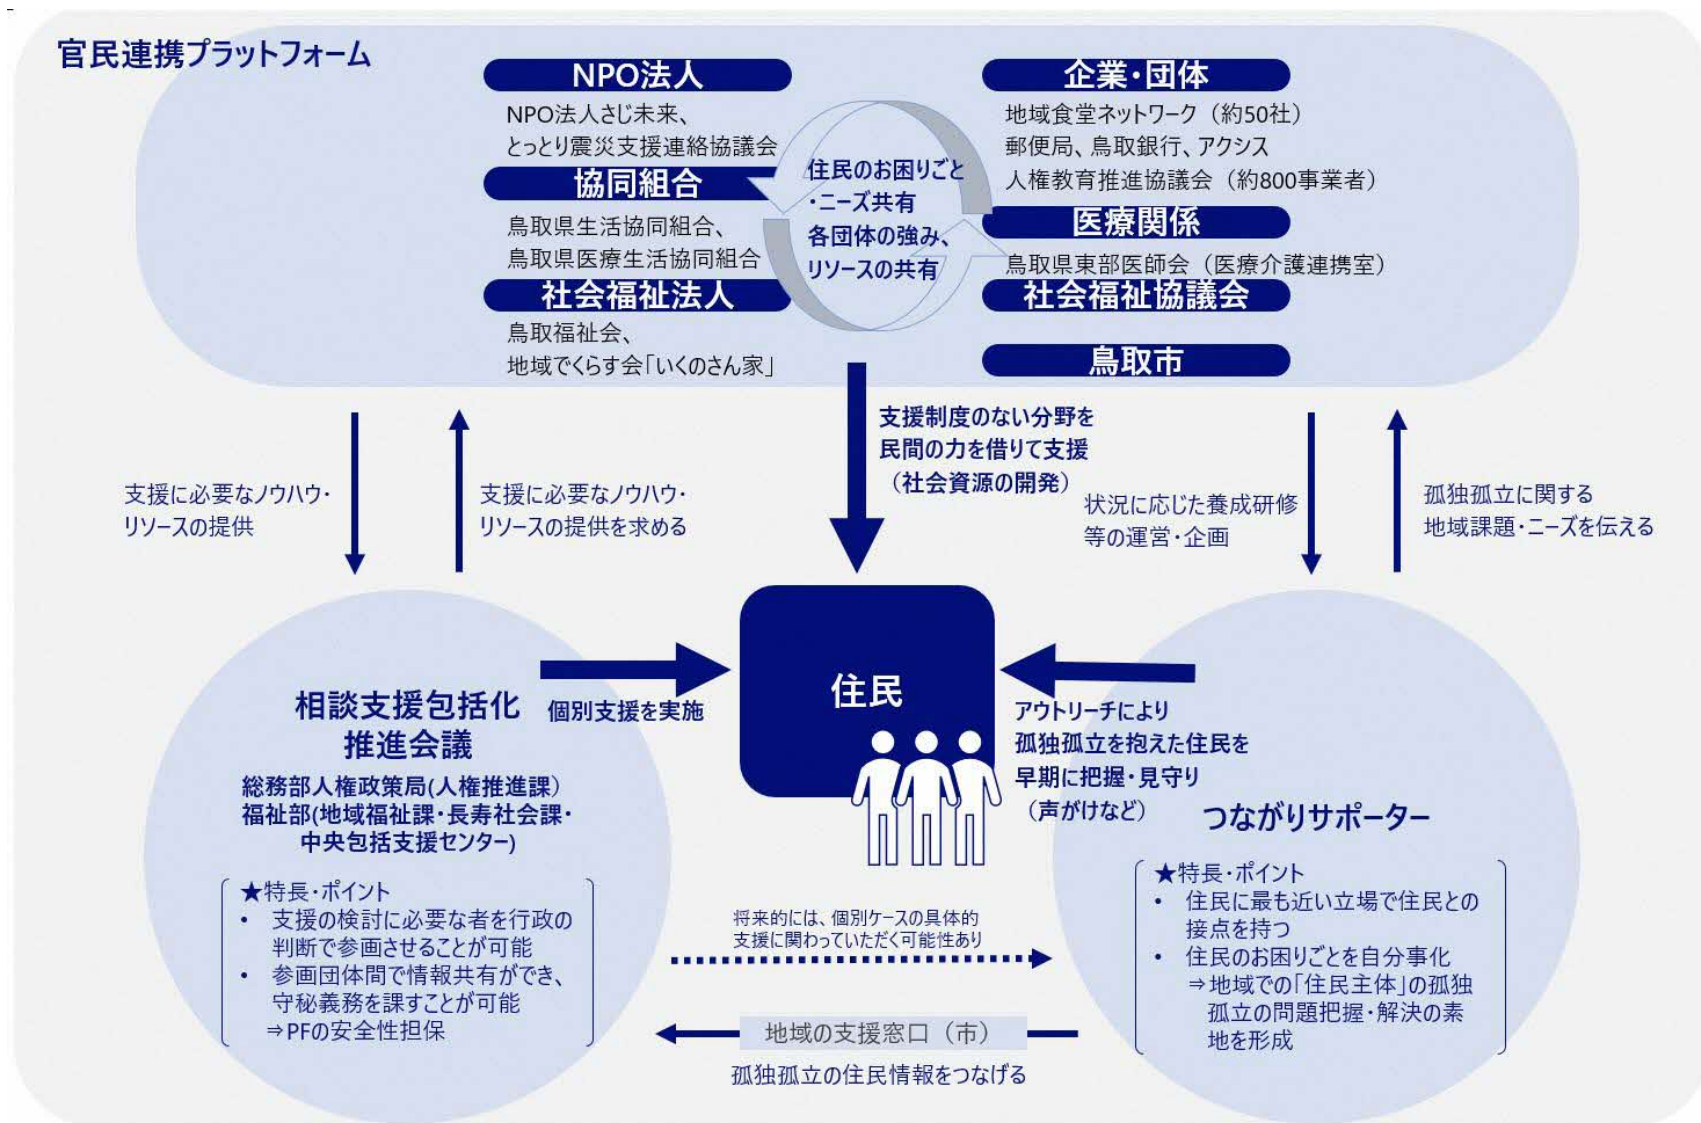 官民連携プラットフォーム
NPO法人
NPO法人さじ未来、
とっとり震災支援連絡協議会
協同組合
鳥取県生活協同組合、
鳥取県医療生活協同組合
社会福祉法人
鳥取福祉会、
地域でくらす会「いくのさん家」
住民のお困りごと
・ニーズ共有
各団体の強み、
リソースの共有
企業・団体
地域食堂ネットワーク（約50社）
郵便局、鳥取銀行、アクシス
人権教育推進協議会（約800事業者）
医療関係
鳥取県東部医師会（医療介護連携室）
社会福祉協議会
鳥取市
支援に必要なノウハウ・
リソースの提供
支援に必要なノウハウ・
リソースの提供を求める
支援制度のない分野を
民間の力を借りて支援
（社会資源の開発）
状況に応じた養成研修
等の運営・企画
孤独孤立に関する
地域課題・ニーズを伝える
相談支援包括化
推進会議
総務部人権政策局(人権推進課）
福祉部(地域福祉課・長寿社会課・
中央包括支援センター)
★特長・ポイント
• 支援の検討に必要な者を行政の
判断で参画させることが可能
• 参画団体間で情報共有ができ、
守秘義務を課すことが可能
⇒PFの安全性担保
個別支援を実施
住民
アウトリーチにより
孤独孤立を抱えた住民を
早期に把握・見守り
（声がけなど）
つながりサポーター
★特長・ポイント
• 住民に最も近い立場で住民との
接点を持つ
• 住民のお困りごとを自分事化
⇒地域での「住民主体」の孤独
孤立の問題把握・解決の素
地を形成
将来的には、個別ケースの具体的
支援に関わっていただく可能性あり
地域の支援窓口（市）
孤独孤立の住民情報をつなげる